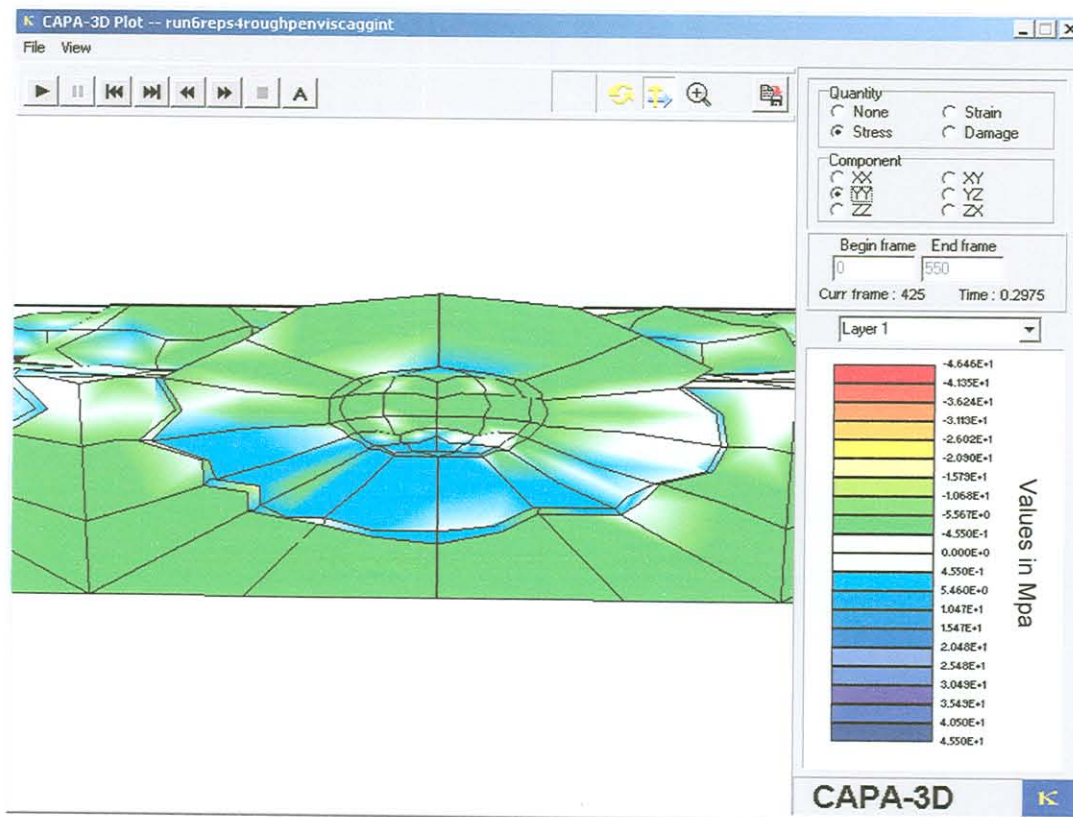 K CAPA-3D Plot -- run6reps4roughpenviscaggint
File View
A
Quantity
None Strain
Stress Damage
Component
XX XY
YY YZ
ZZ ZX
Begin frame End frame
0 550
Curr frame : 425 Time : 0.2975
Layer 1
-4.646E+1
-4.135E+1
-3.624E+1
-3.113E+1
-2.602E+1
-2.090E+1
-1.579E+1
-1.068E+1
-5.567E+0
-4.550E-1
0.000E+0
4.550E-1
5.460E+0
1.047E+1
1.547E+1
2.048E+1
2.548E+1
3.049E+1
3.549E+1
4.050E+1
4.550E+1
Values in Mpa
CAPA-3D K